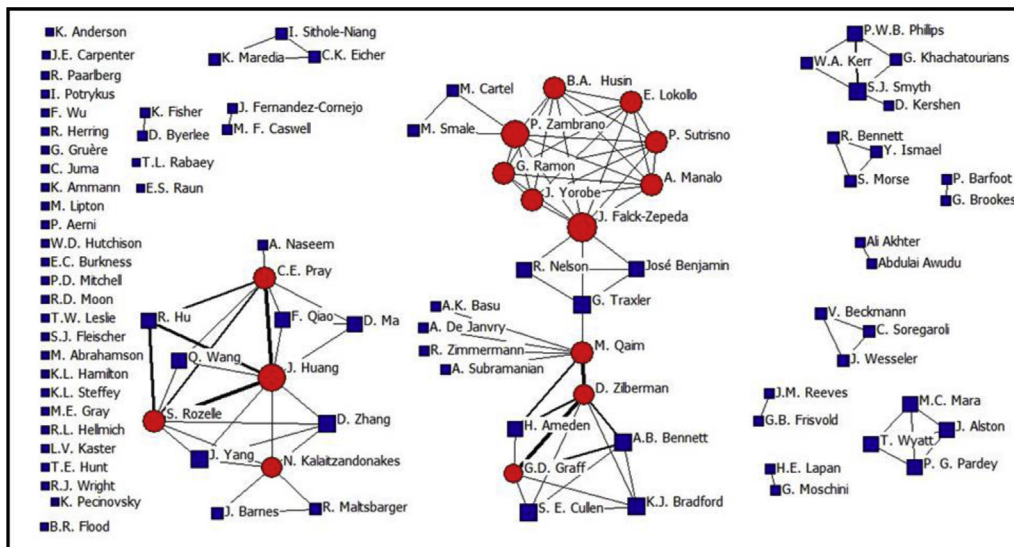 K. Anderson
J.E. Carpenter
R. Paarlberg
I. Potrykus
F. Wu
R. Herring
G. Gruère
C. Juma
K. Ammann
M. Lipton
P. Aerni
W.D. Hutchison
E.C. Burkness
P.D. Mitchell
R.D. Moon
T.W. Leslie
S.J. Fleischer
M. Abrahamson
K.L. Hamilton
K.L. Steffey
M.E. Gray
R.L. Hellmich
L.V. Kaster
T.E. Hunt
R.J. Wright
K. Pecinovsky
B.R. Flood
I. Sithole-Niang
K. Maredia
C.K. Eicher
K. Fisher
D. Byerlee
J. Fernandez-Cornejo
M. F. Caswell
T.L. Rabaey
E.S. Raun
A. Naseem
C.E. Pray
R. Hu
F. Qiao
D. Ma
Q. Wang
J. Huang
S. Rozelle
D. Zhang
J. Yang
N. Kalaitzandonakes
J. Barnes
R. Maltsbarger
M. Cartel
M. Smale
B.A. Husin
E. Lokollo
P. Zambrano
P. Sutrisno
G. Ramon
A. Manalo
J. Yorobe
J. Falck-Zepeda
R. Nelson
José Benjamin
G. Traxler
A.K. Basu
A. De Janvry
R. Zimmermann
A. Subramanian
M. Qaim
D. Zilberman
H. Ameden
A.B. Bennett
G.D. Graff
S. E. Cullen
K.J. Bradford
P.W.B. Phillips
W.A. Kerr
G. Khachatourians
S.J. Smyth
D. Kershen
R. Bennett
Y. Ismael
S. Morse
P. Barfoot
G. Brookes
Ali Akhter
Abdulai Awudu
V. Beckmann
C. Soregaroli
J. Wesseler
J.M. Reeves
G.B. Frisvold
M.C. Mara
J. Alston
T. Wyatt
P. G. Pardey
H.E. Lapan
G. Moschini